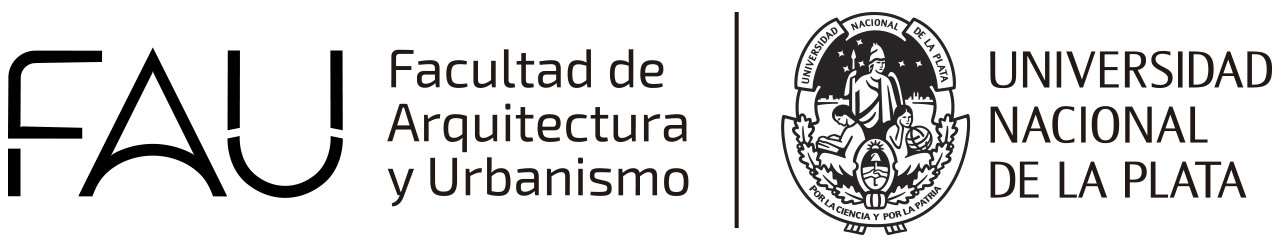 FAU
Facultad de
Arquitectura
y Urbanismo
UNIVERSIDAD NACIONAL DE LA PLATA
POR LA CIENCIA Y POR LA PATRIA
UNIVERSIDAD
NACIONAL
DE LA PLATA